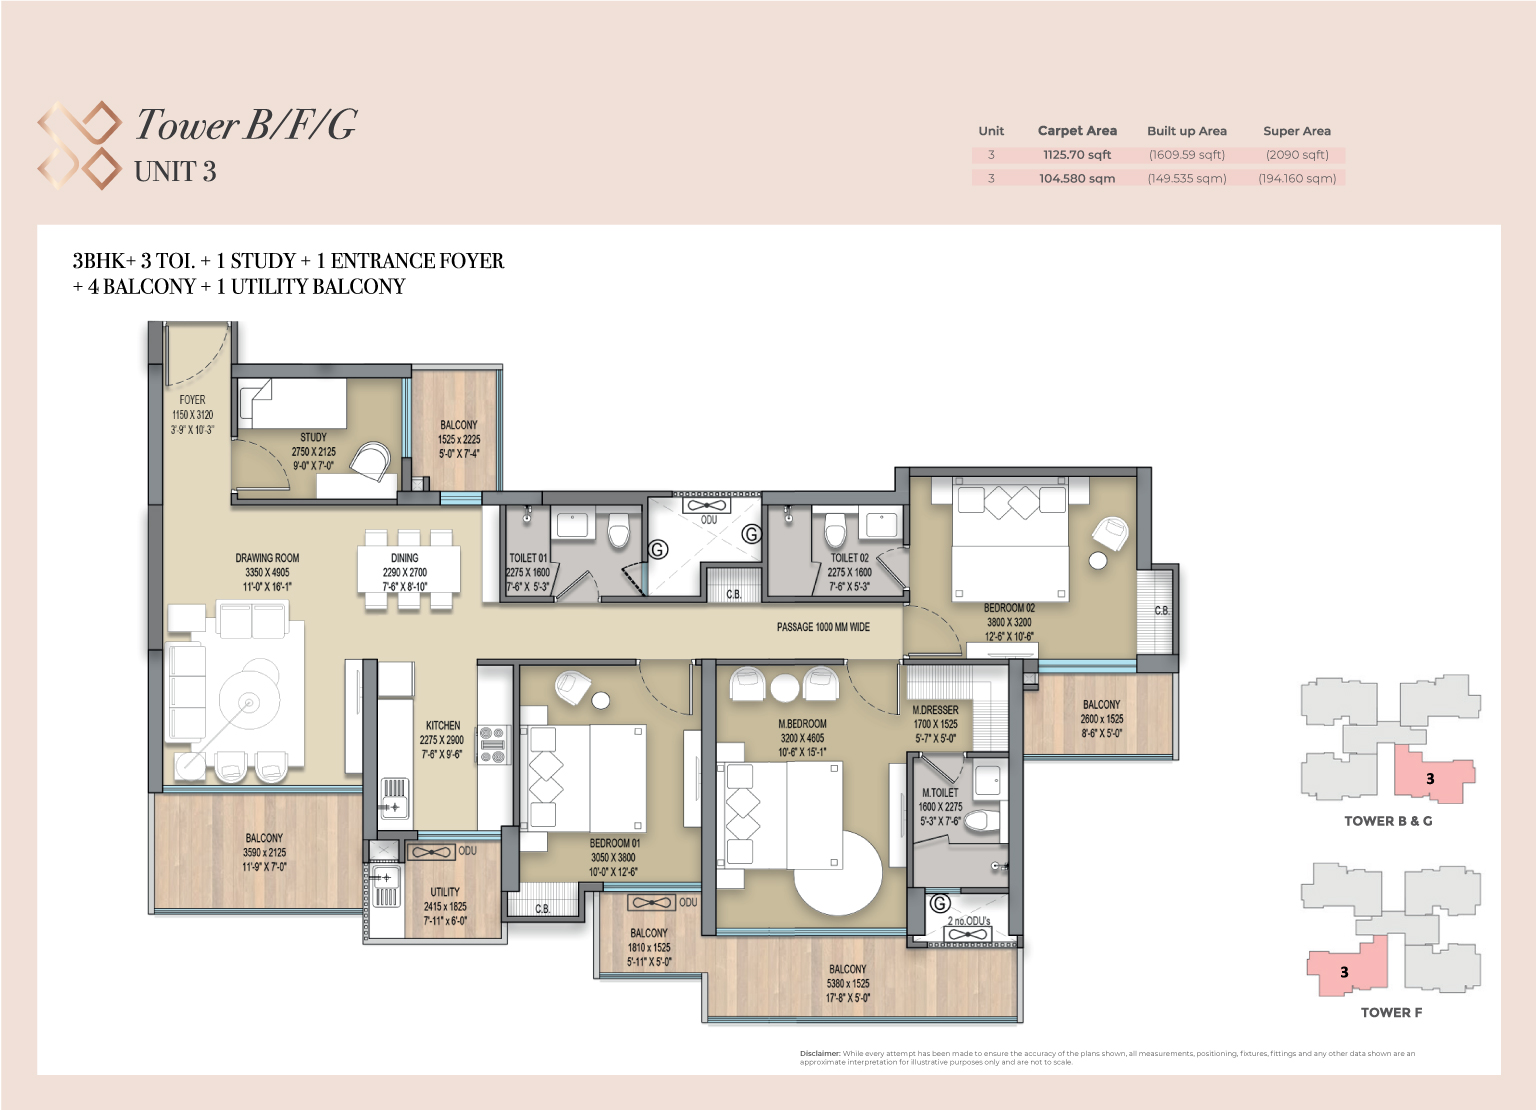 Tower B/F/G
UNIT 3
Unit Carpet Area Built up Area Super Area
3 1125.70 sqft (1609.59 sqft) (2090 sqft)
3 104.580 sqm (149.535 sqm) (194.160 sqm)
3BHK+ 3 TOI. + 1 STUDY + 1 ENTRANCE FOYER
+ 4 BALCONY + 1 UTILITY BALCONY
FOYER
1150 X 3120
3'-9" X 10'-3"
STUDY
2750 X 2125
9'-0" X 7'-0"
BALCONY
1525 x 2225
5'-0" X 7'-4"
DRAWING ROOM
3350 X 4905
11'-0" X 16'-1"
DINING
2290 X 2700
7'-6" X 8'-10"
TOILET 01
2275 X 1600
7'-6" X 5'-3"
G
ODU
G
C.B.
TOILET 02
2275 X 1600
7'-6" X 5'-3"
BEDROOM 02
3800 X 3200
12'-6" X 10'-6"
C.B.
PASSAGE 1000 MM WIDE
KITCHEN
2275 X 2900
7'-6" X 9'-6"
M.BEDROOM
3200 X 4605
10'-6" X 15'-1"
M.DRESSER
1700 X 1525
5'-7" X 5'-0"
BALCONY
2600 x 1525
8'-6" X 5'-0"
M.TOILET
1600 X 2275
5'-3" X 7'-6"
BALCONY
3590 x 2125
11'-9" X 7'-0"
ODU
UTILITY
2415 x 1825
7'-11" x 6'-0"
BEDROOM 01
3050 X 3800
10'-0" X 12'-6"
C.B.
ODU
BALCONY
1810 x 1525
5'-11" X 5'-0"
G
2 no.ODU's
BALCONY
5380 x 1525
17'-8" X 5'-0"
3
TOWER B & G
3
TOWER F
Disclaimer: While every attempt has been made to ensure the accuracy of the plans shown, all measurements, positioning, fixtures, fittings and any other data shown are an
approximate interpretation for illustrative purposes only and are not to scale.